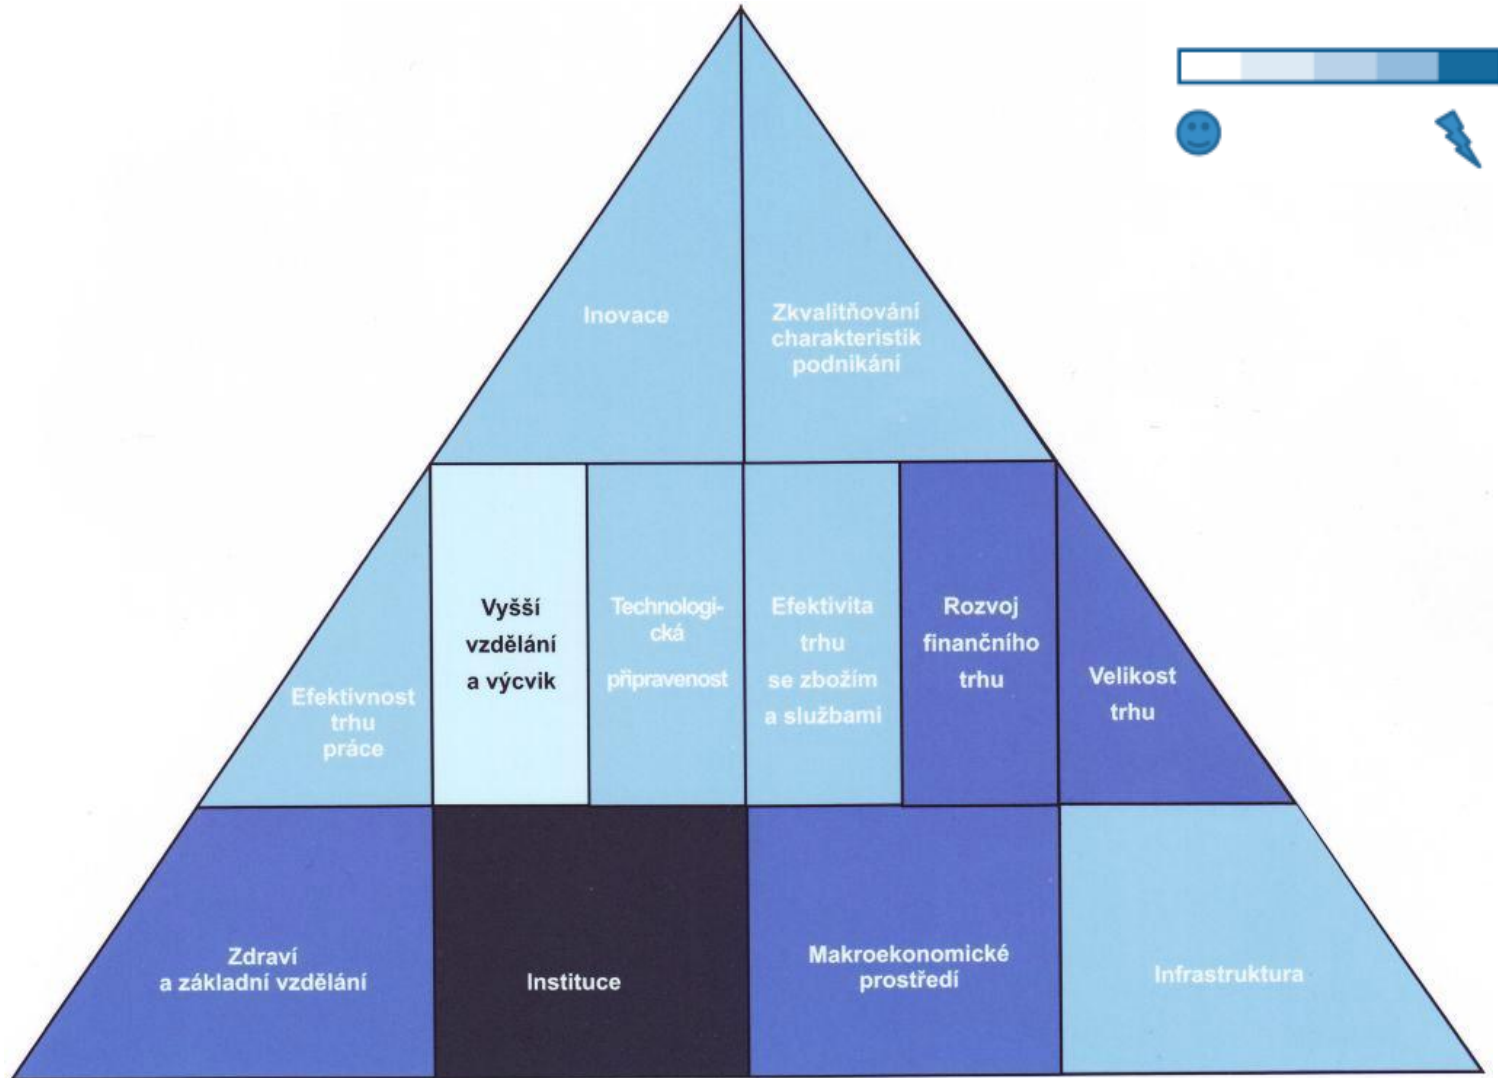 Inovace
Zkvalitňování
charakteristik
podnikání
Efektivnost
trhu
práce
Vyšší
vzdělání
a výcvik
Technologi-
cká
připravenost
Efektivita
trhu
se zbožím
a službami
Rozvoj
finančního
trhu
Velikost
trhu
Zdraví
a základní vzdělání
Instituce
Makroekonomické
prostředí
Infrastruktura